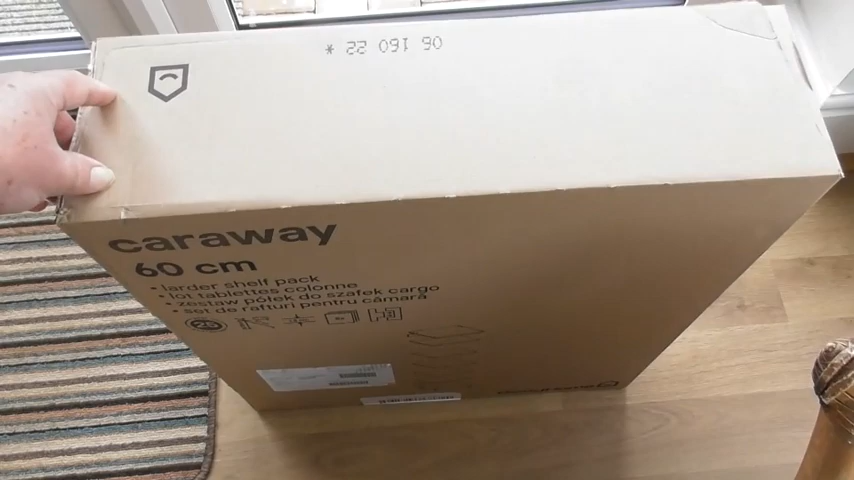 * 22 091 90
caraway
60 cm
• larder shelf pack
• lot tablettes colonne
• zestaw półek do szafek cargo
• set de rafturi pentru cămară
25